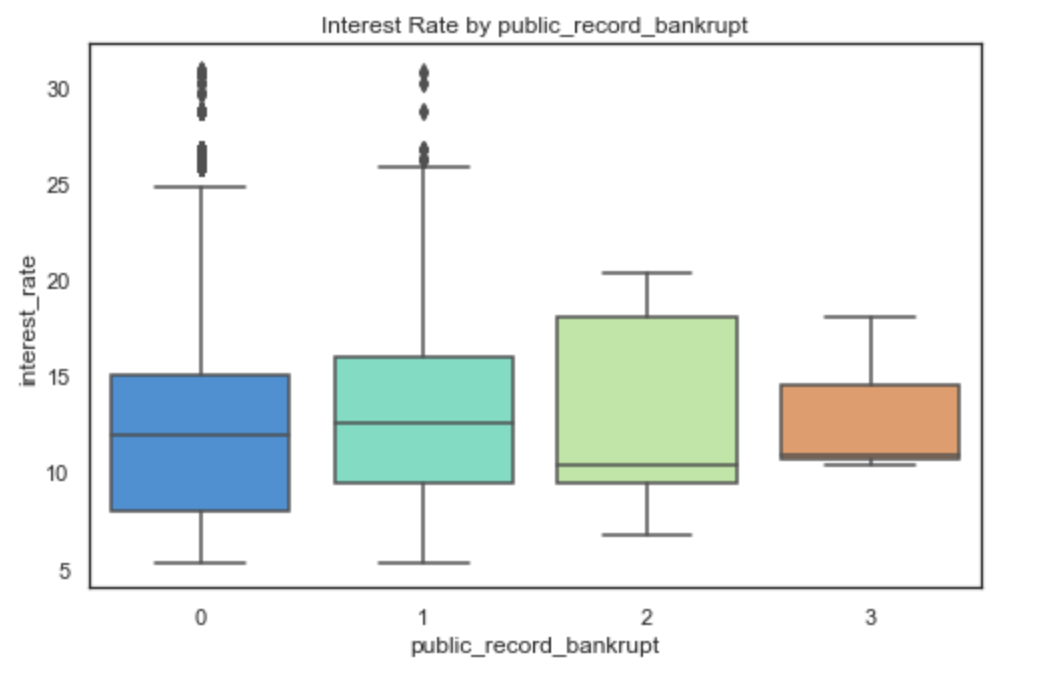 Interest Rate by public_record_bankrupt
30
25
20
15
10
5
interest_rate
0 1 2 3
public_record_bankrupt